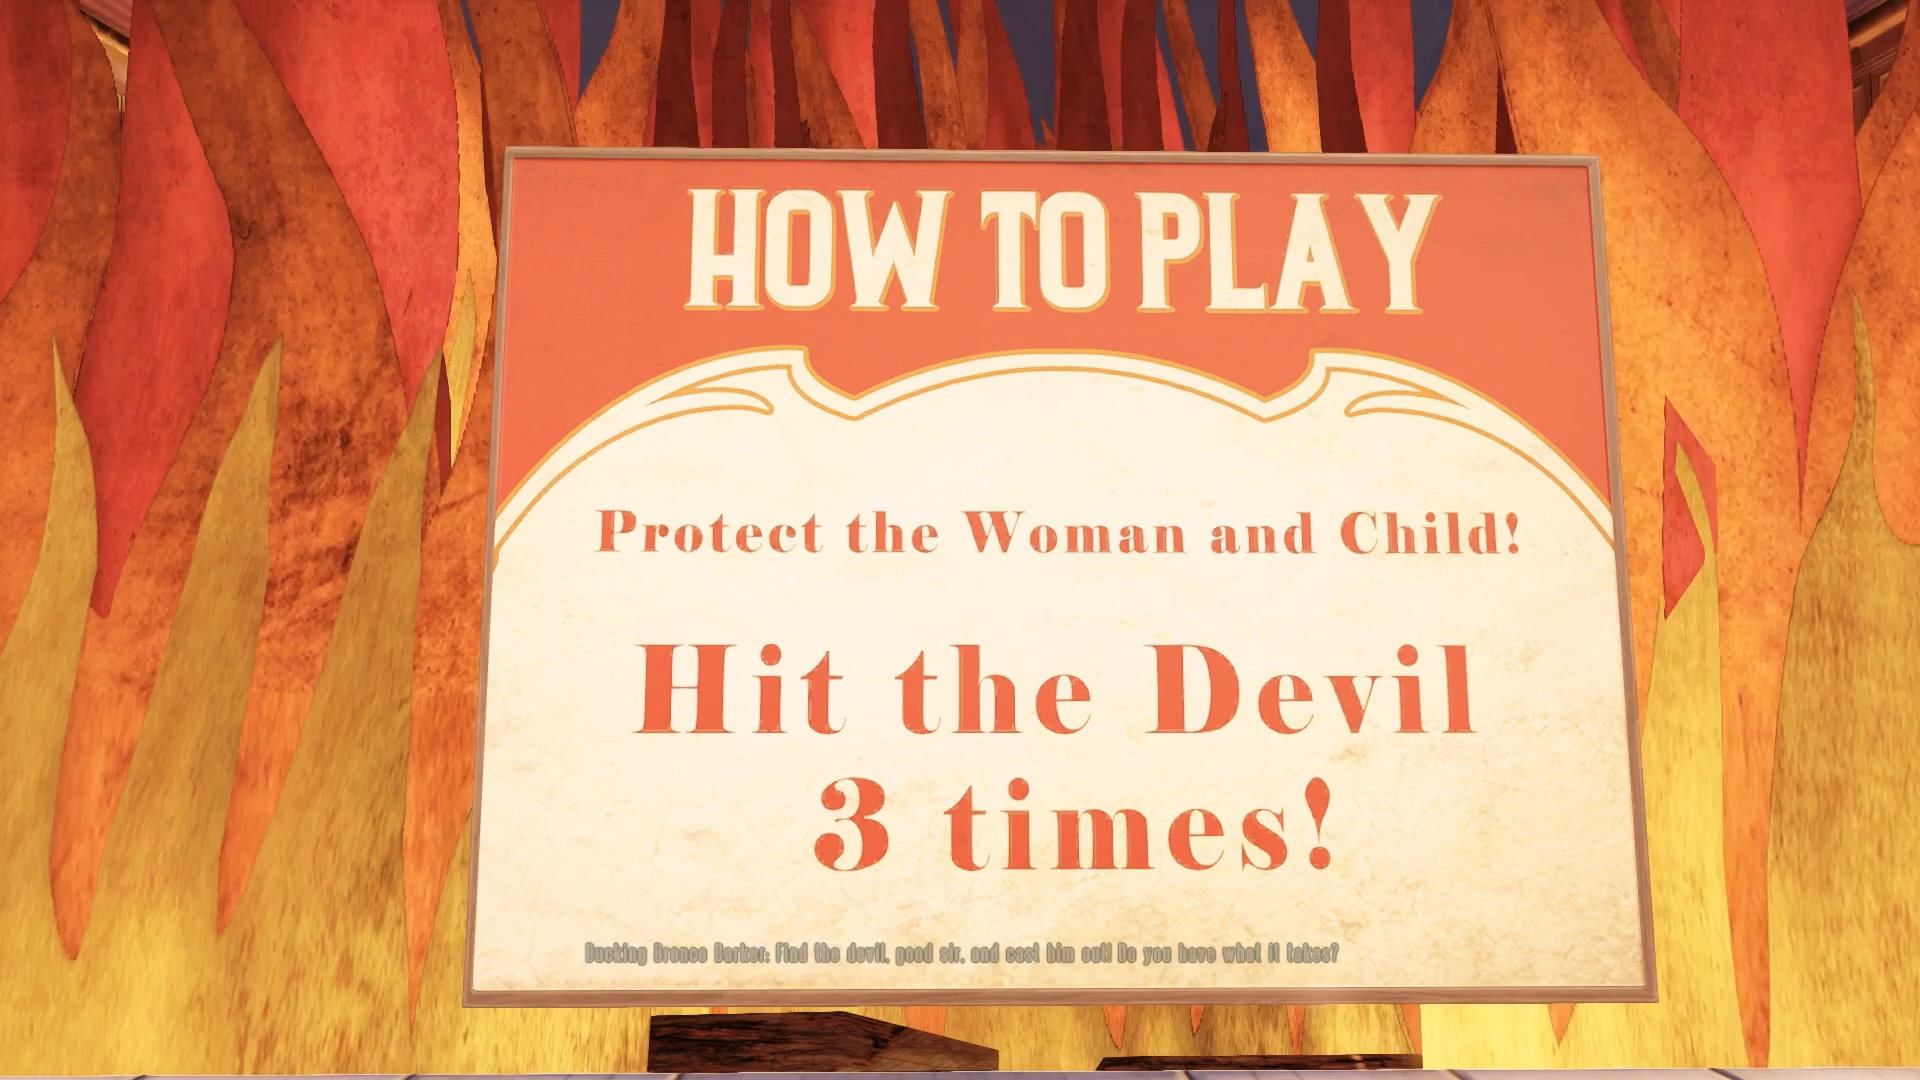 HOW TO PLAY
Protect the Woman and Child!
Hit the Devil
3 times!
Bucking Bronco Barker: Find the devil, good sir, and cast him out! Do you have what it takes?